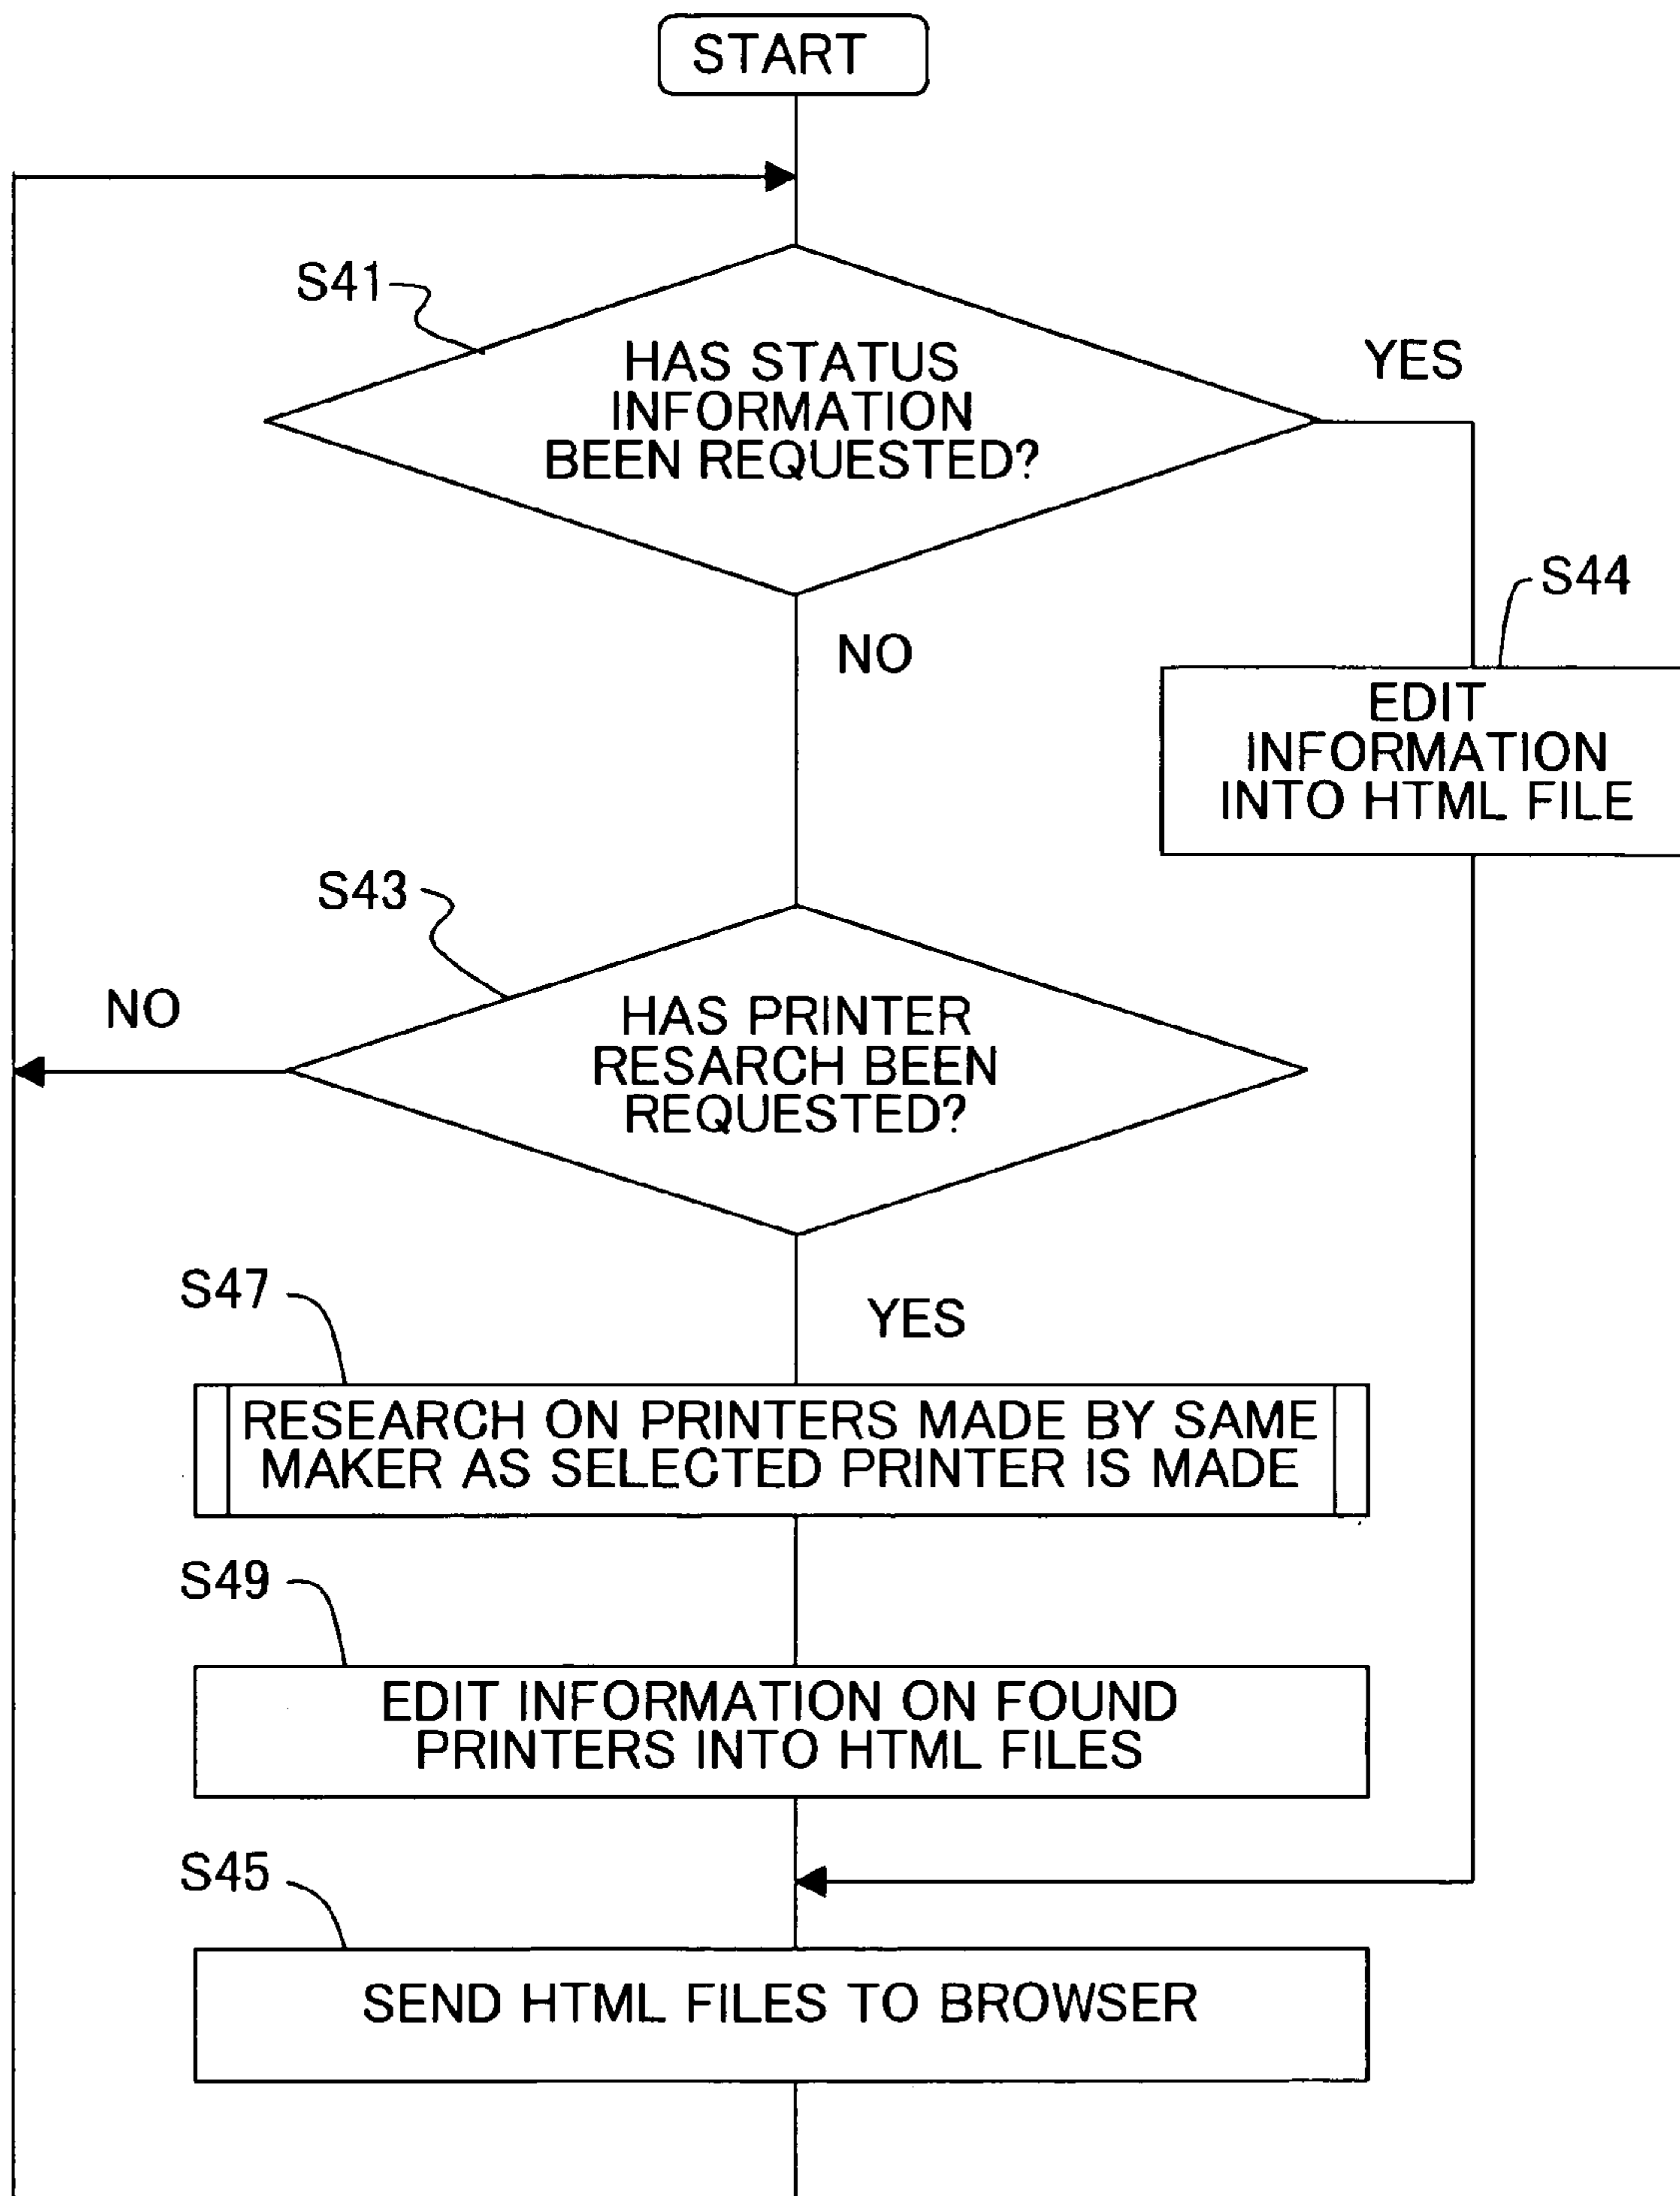 START
S41
HAS STATUS
INFORMATION
BEEN REQUESTED?
YES
S44
NO
EDIT
INFORMATION
INTO HTML FILE
S43
NO
HAS PRINTER
RESARCH BEEN
REQUESTED?
S47
YES
RESEARCH ON PRINTERS MADE BY SAME
MAKER AS SELECTED PRINTER IS MADE
S49
EDIT INFORMATION ON FOUND
PRINTERS INTO HTML FILES
S45
SEND HTML FILES TO BROWSER